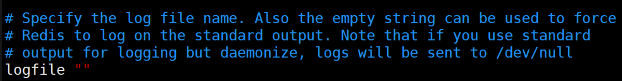 # Specify the log file name. Also the empty string can be used to force
# Redis to log on the standard output. Note that if you use standard
# output for logging but daemonize, logs will be sent to /dev/null
logfile ""